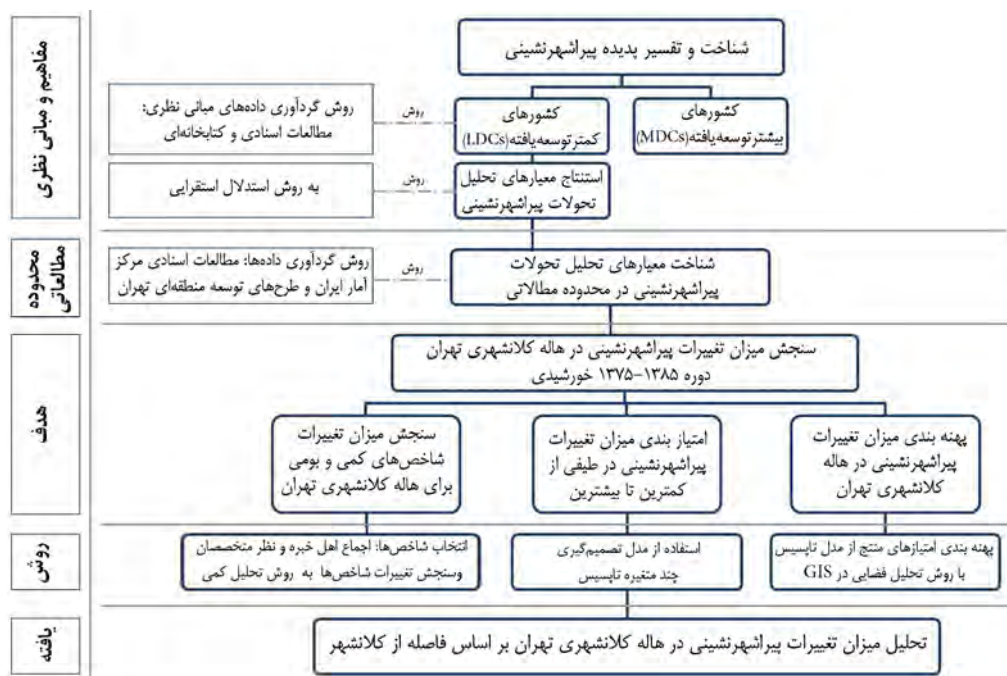 مفاهیم و مبانی نظری
شناخت و تفسیر پدیده پیراشهرنشینی
کشورهای
بیشتر توسعه‌یافته(MDCs)
کشورهای
کمتر توسعه‌یافته(LDCs)
روش
روش گردآوری داده‌های مبانی نظری:
مطالعات اسنادی و کتابخانه‌ای
استنتاج معیارهای تحلیل
تحولات پیراشهرنشینی
روش
به روش استدلال استقرایی
محدوده
مطالعاتی
شناخت معیارهای تحلیل تحولات
پیراشهرنشینی در محدوده مطالاتی
روش
روش گردآوری داده‌ها: مطالعات اسنادی مرکز
آمار ایران و طرح‌های توسعه منطقه‌ای تهران
هدف
سنجش میزان تغییرات پیراشهرنشینی در هاله کلانشهری تهران
دوره ۱۳۸۵-۱۳۷۵ خورشیدی
پهنه بندی میزان تغییرات
پیراشهرنشینی در هاله
کلانشهری تهران
امتیاز بندی میزان تغییرات
پیراشهرنشینی در طیفی از
کمترین تا بیشترین
سنجش میزان تغییرات
شاخص‌های کمی و بومی
برای هاله کلانشهری تهران
روش
پهنه بندی امتیازهای منتج از مدل تاپسیس
با روش تحلیل فضایی در GIS
استفاده از مدل تصمیم‌گیری
چند متغیره تاپسیس
انتخاب شاخص‌ها: اجماع اهل خبره و نظر متخصصان
وسنجش تغییرات شاخص‌ها به روش تحلیل کمی
یافته
تحلیل میزان تغییرات پیراشهرنشینی در هاله کلانشهری تهران بر اساس فاصله از کلانشهر